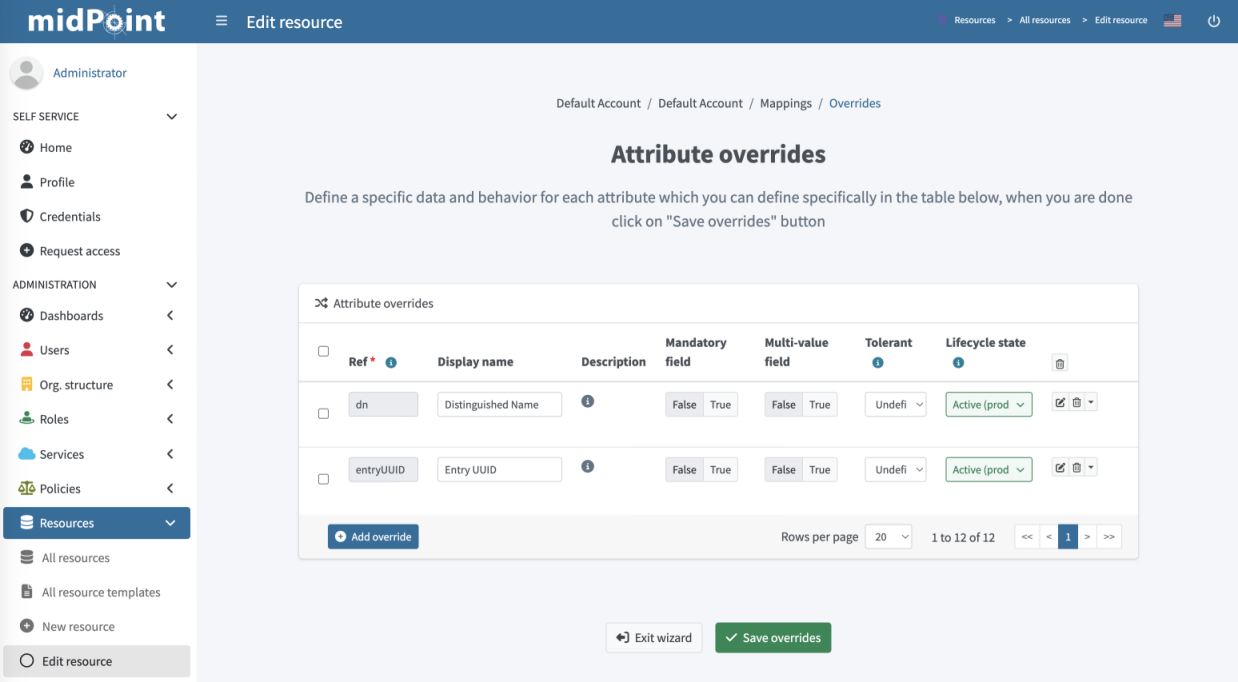 midPoint
Edit resource
Resources > All resources > Edit resource
Administrator
SELF SERVICE
Home
Profile
Credentials
Request access
ADMINISTRATION
Dashboards
Users
Org. structure
Roles
Services
Policies
Resources
All resources
All resource templates
New resource
Edit resource
Default Account / Default Account / Mappings / Overrides
Attribute overrides
Define a specific data and behavior for each attribute which you can define specifically in the table below, when you are done
click on "Save overrides" button
Attribute overrides
Ref * Display name Description Mandatory field Multi-value field Tolerant Lifecycle state
dn Distinguished Name False True False True Undefi Active (prod
entryUUID Entry UUID False True False True Undefi Active (prod
Add override Rows per page 20 1 to 12 of 12 << < 1 > >>
Exit wizard Save overrides